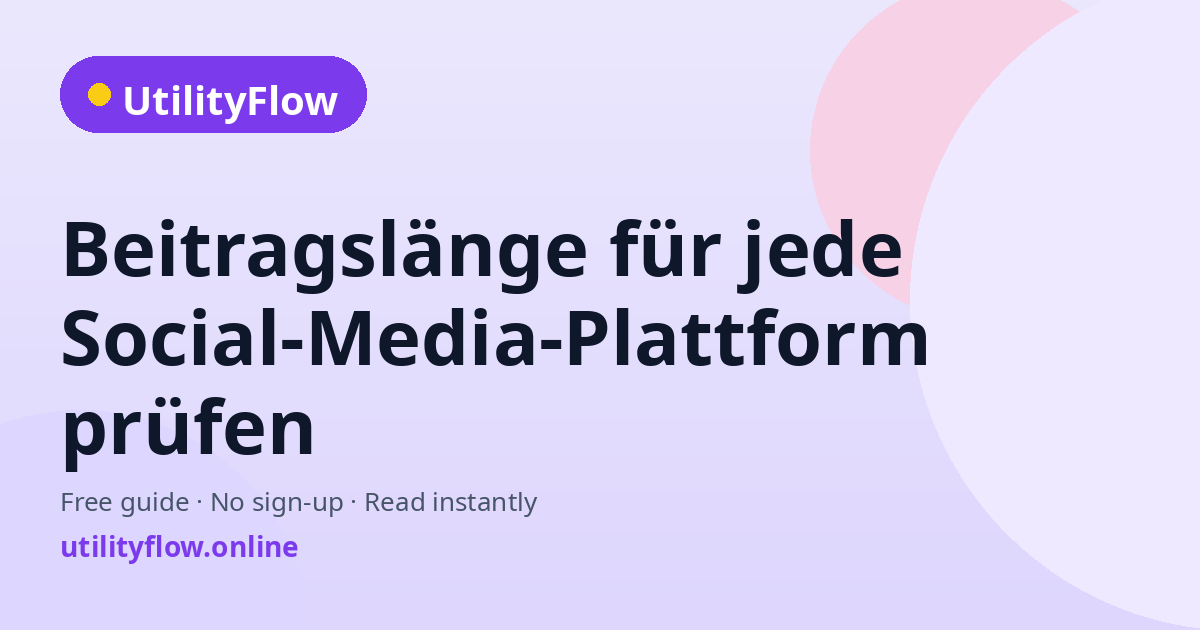 UtilityFlow
Beitragslänge für jede
Social-Media-Plattform
prüfen
Free guide · No sign-up · Read instantly
utilityflow.online